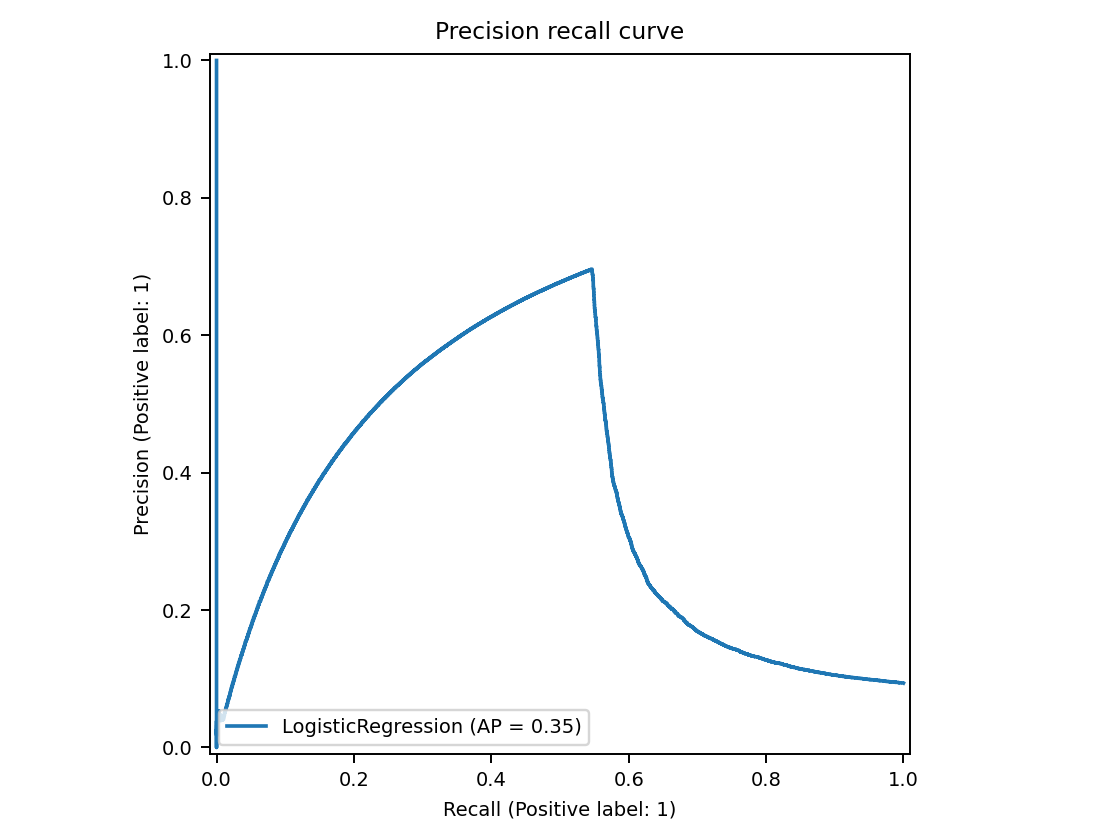 Precision recall curve
1.0
0.8
0.6
0.4
0.2
0.0
Precision (Positive label: 1)
LogisticRegression (AP = 0.35)
0.0 0.2 0.4 0.6 0.8 1.0
Recall (Positive label: 1)